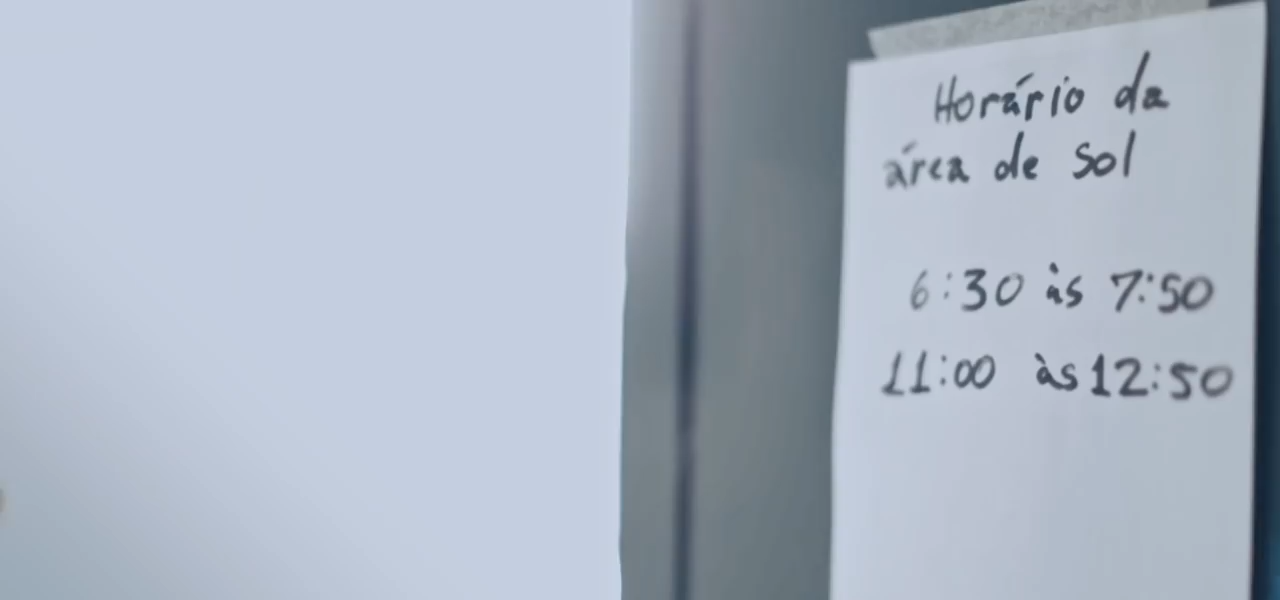 Horário da
área de sol
6:30 às 7:50
11:00 às 12:50